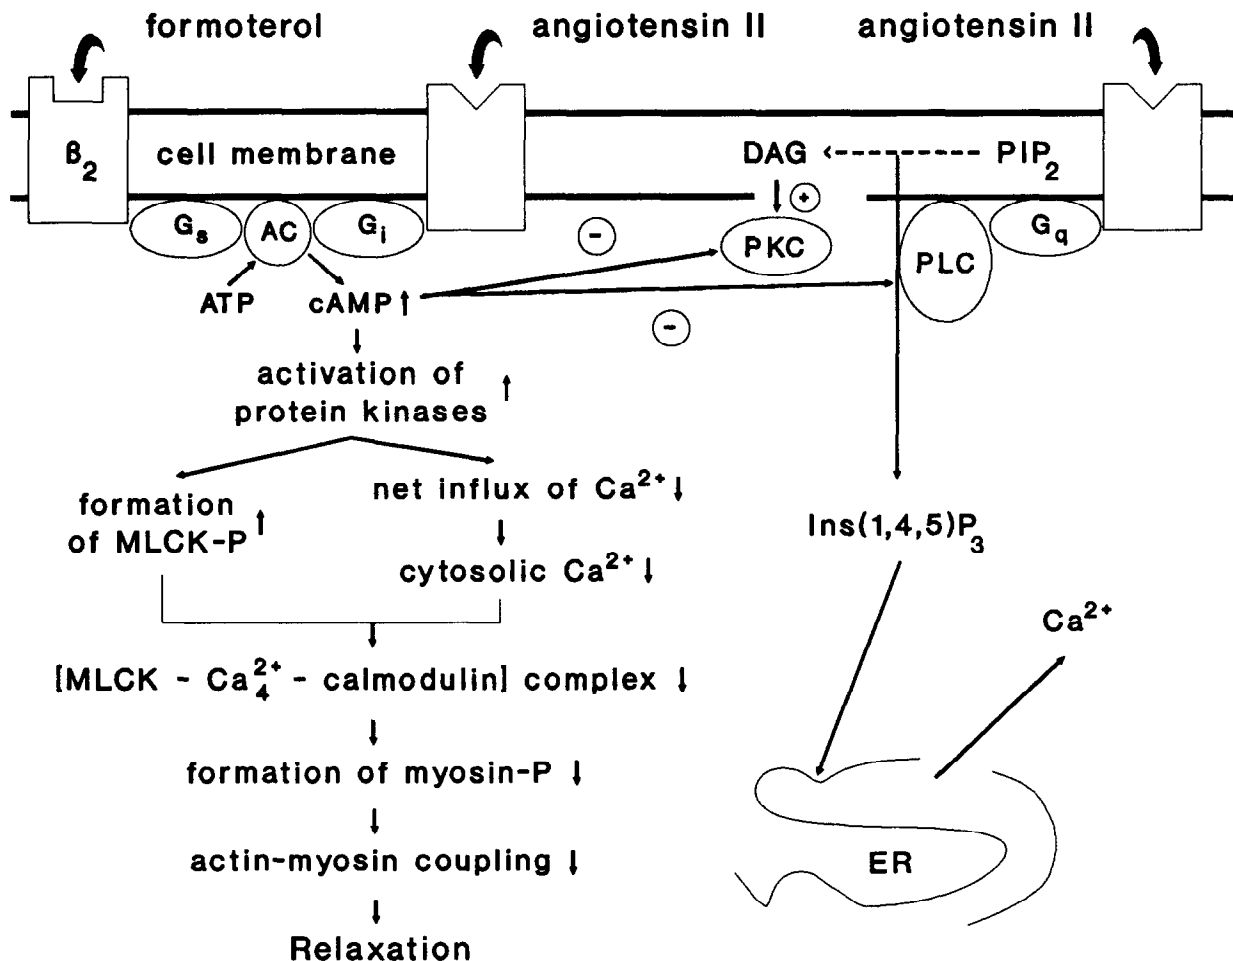 formoterol
angiotensin II
angiotensin II
β₂
cell membrane
DAG
PIP₂
+
Gₛ
AC
Gᵢ
−
PKC
PLC
G_q
ATP
cAMP↑
−
activation of ↑
protein kinases
formation ↑
of MLCK-P
net influx of Ca²⁺↓
cytosolic Ca²⁺↓
Ins(1,4,5)P₃
Ca²⁺
[MLCK - Ca₄²⁺ - calmodulin] complex ↓
formation of myosin-P ↓
actin-myosin coupling ↓
ER
Relaxation